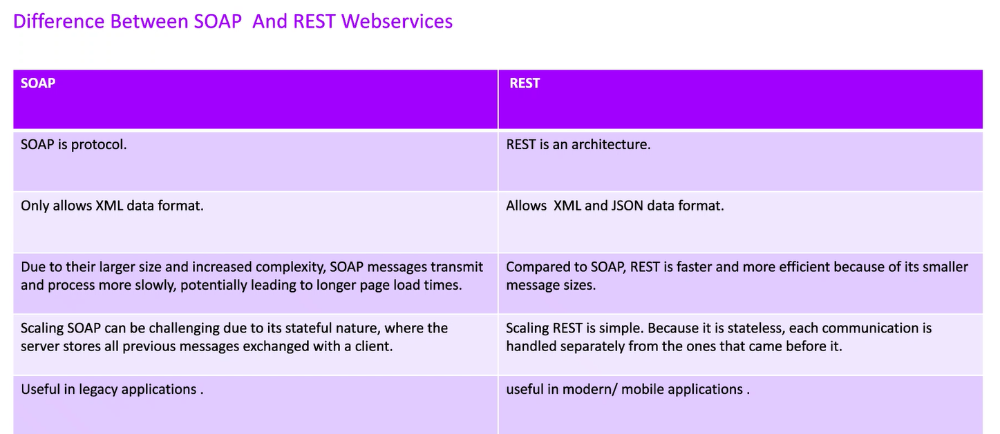 Difference Between SOAP  And REST Webservices
SOAP
REST
SOAP is protocol.
REST is an architecture.
Only allows XML data format.
Allows  XML and JSON data format.
Due to their larger size and increased complexity, SOAP messages transmit
and process more slowly, potentially leading to longer page load times.
Compared to SOAP, REST is faster and more efficient because of its smaller
message sizes.
Scaling SOAP can be challenging due to its stateful nature, where the
server stores all previous messages exchanged with a client.
Scaling REST is simple. Because it is stateless, each communication is
handled separately from the ones that came before it.
Useful in legacy applications .
useful in modern/ mobile applications .